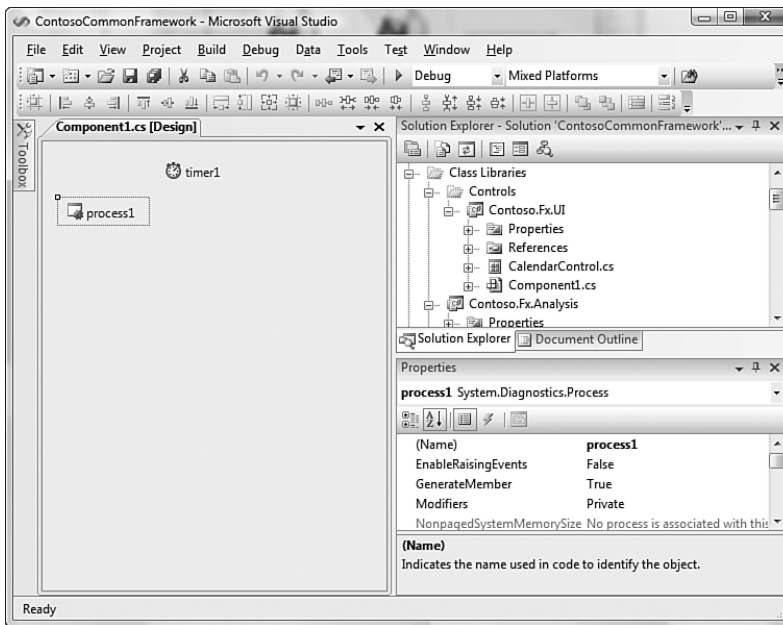 ContosoCommonFramework - Microsoft Visual Studio
File Edit View Project Build Debug Data Tools Test Window Help
Debug Mixed Platforms
Toolbox
Component1.cs [Design]
timer1
process1
Solution Explorer - Solution 'ContosoCommonFramework'...
Class Libraries
Controls
Contoso.Fx.UI
Properties
References
CalendarControl.cs
Component1.cs
Contoso.Fx.Analysis
Properties
Solution Explorer Document Outline
Properties
process1 System.Diagnostics.Process
(Name) process1
EnableRaisingEvents False
GenerateMember True
Modifiers Private
NonpagedSystemMemorySize No process is associated with this
(Name)
Indicates the name used in code to identify the object.
Ready